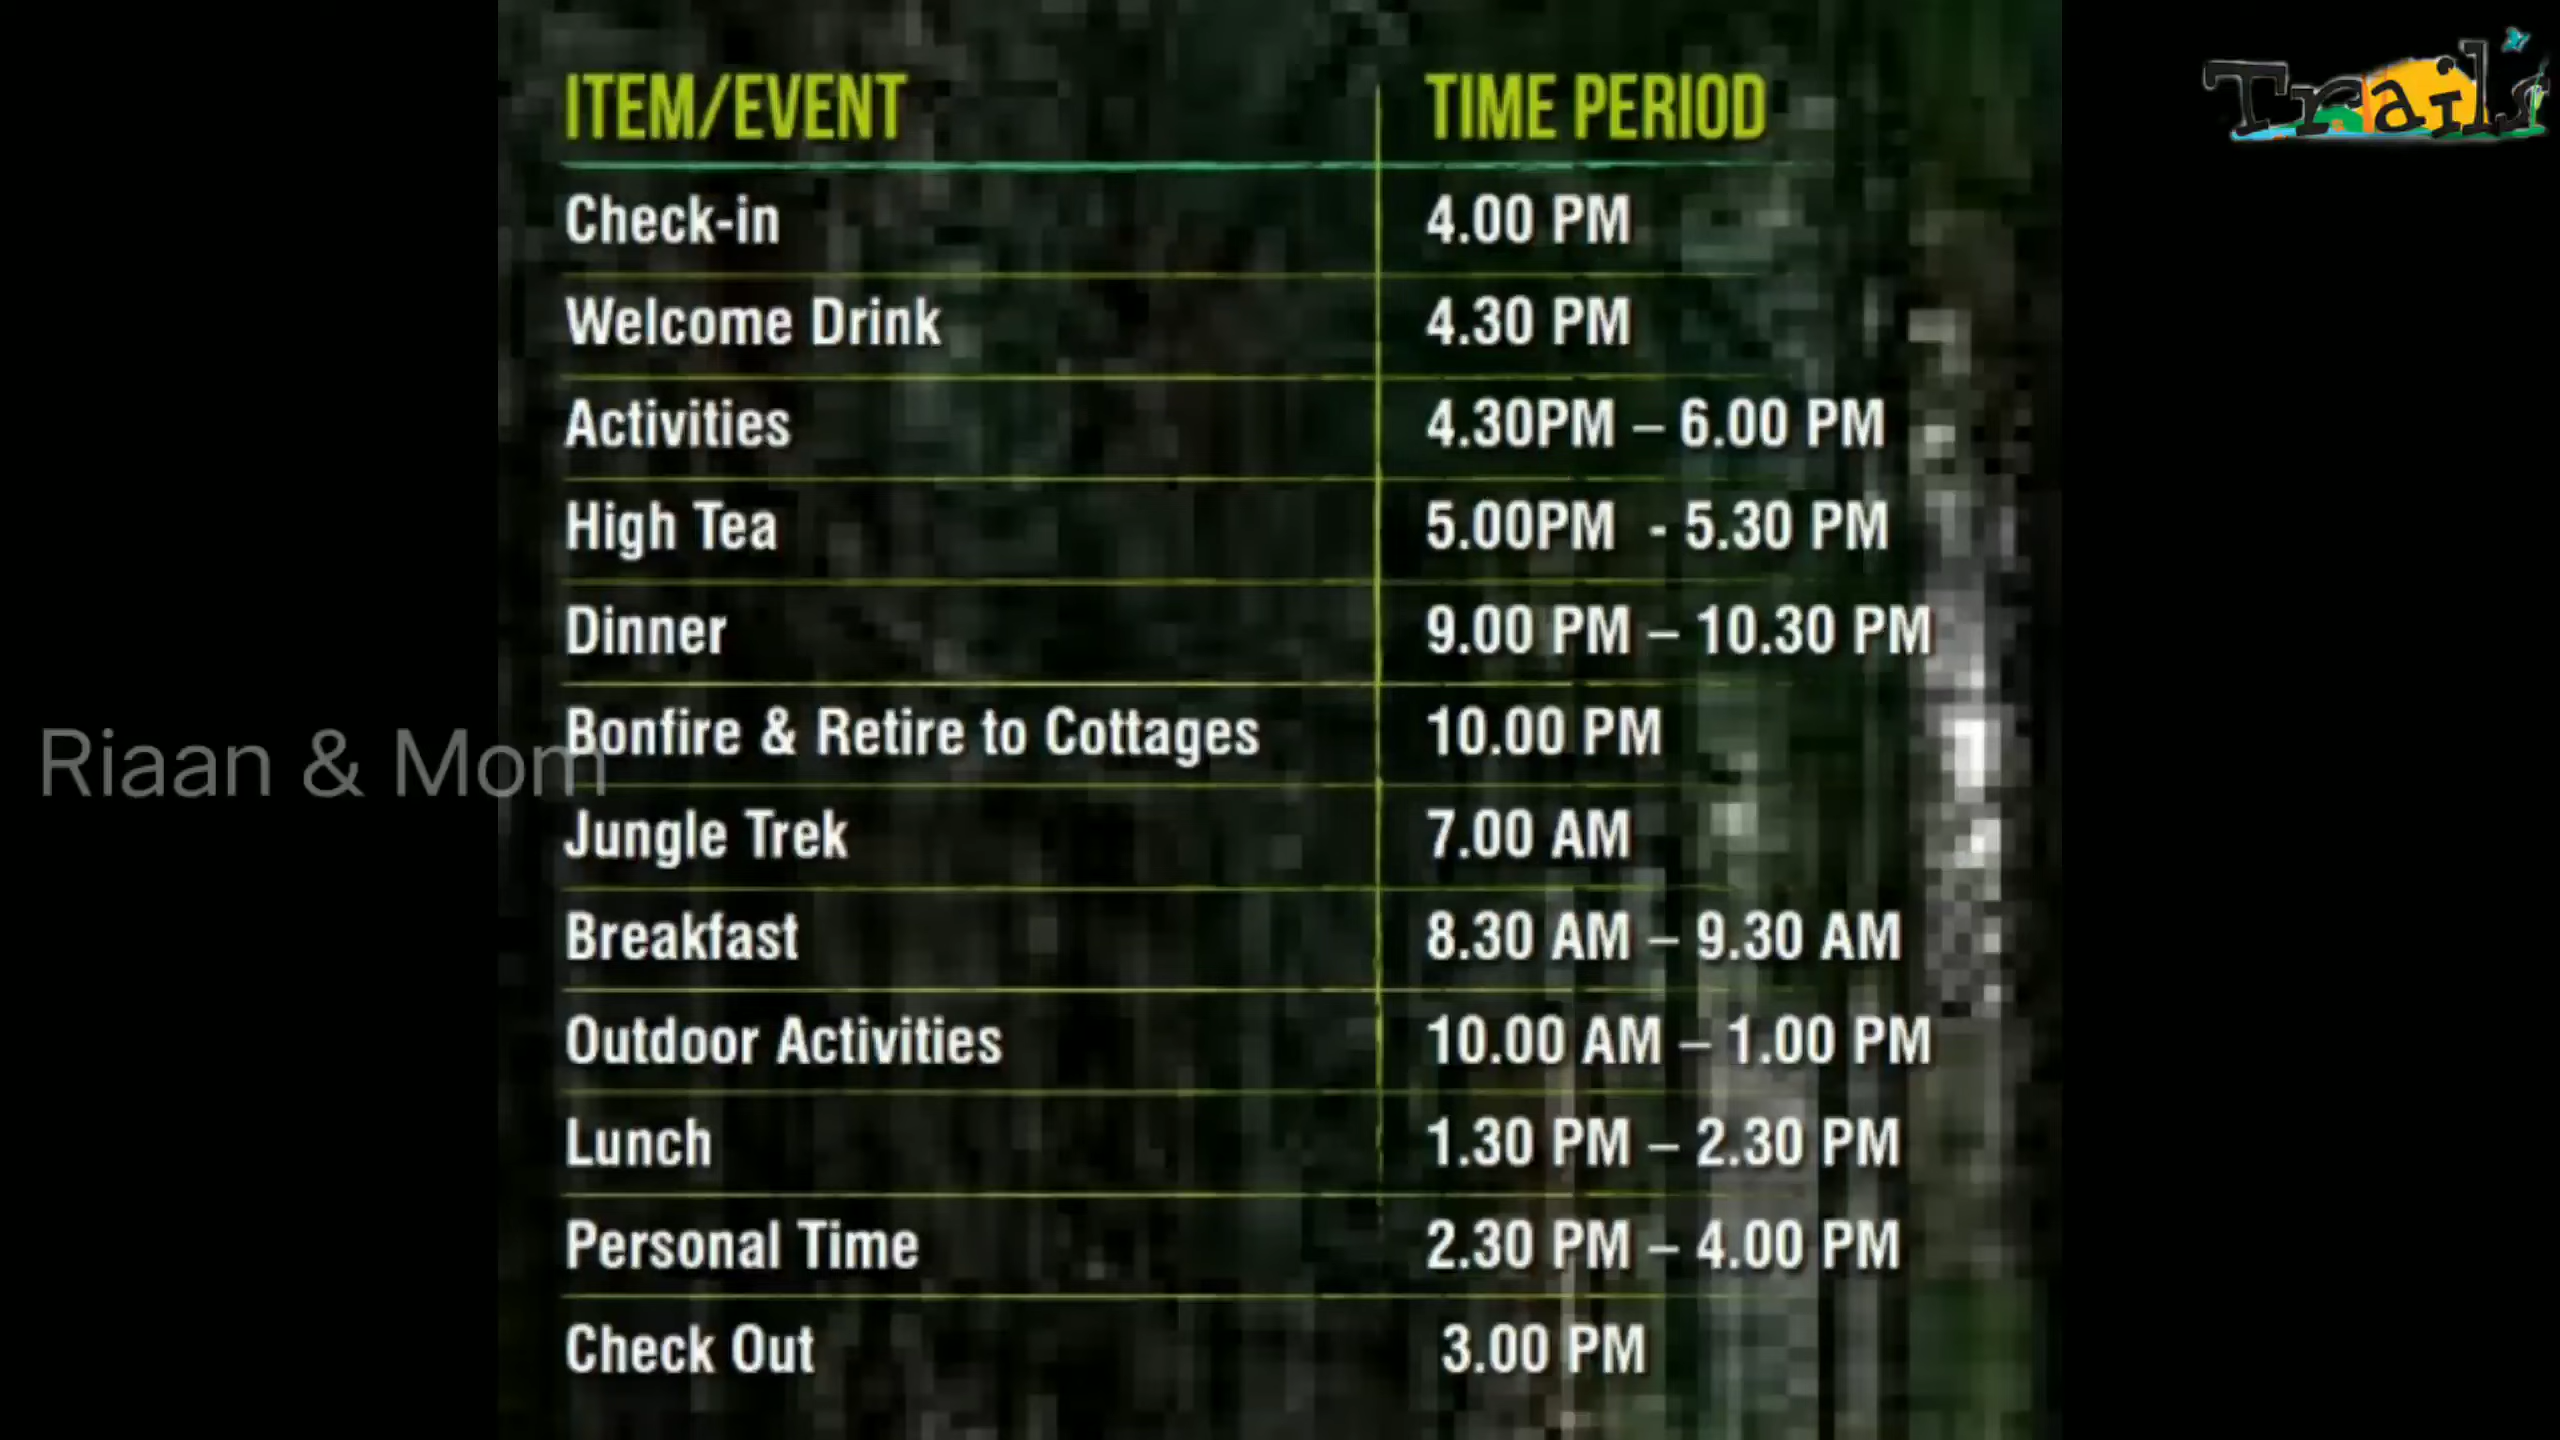 Trails
ITEM/EVENT TIME PERIOD
Check-in 4.00 PM
Welcome Drink 4.30 PM
Activities 4.30PM – 6.00 PM
High Tea 5.00PM - 5.30 PM
Dinner 9.00 PM – 10.30 PM
Bonfire & Retire to Cottages 10.00 PM
Riaan & Mom
Jungle Trek 7.00 AM
Breakfast 8.30 AM – 9.30 AM
Outdoor Activities 10.00 AM – 1.00 PM
Lunch 1.30 PM – 2.30 PM
Personal Time 2.30 PM – 4.00 PM
Check Out 3.00 PM